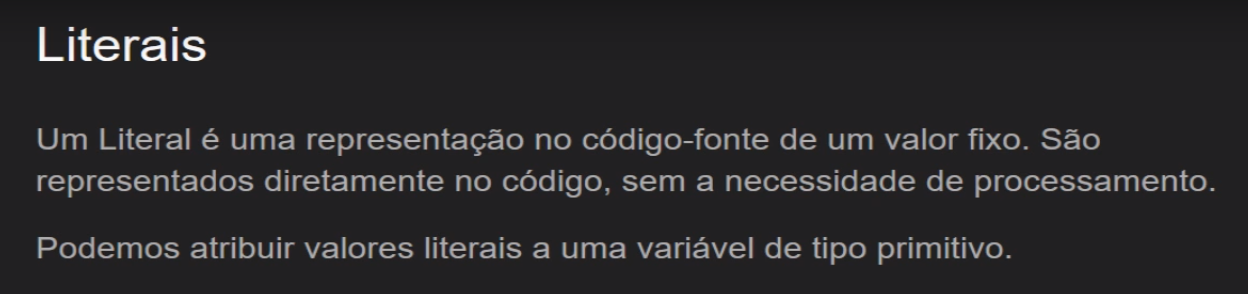 Literais
Um Literal é uma representação no código-fonte de um valor fixo. São
representados diretamente no código, sem a necessidade de processamento.
Podemos atribuir valores literais a uma variável de tipo primitivo.